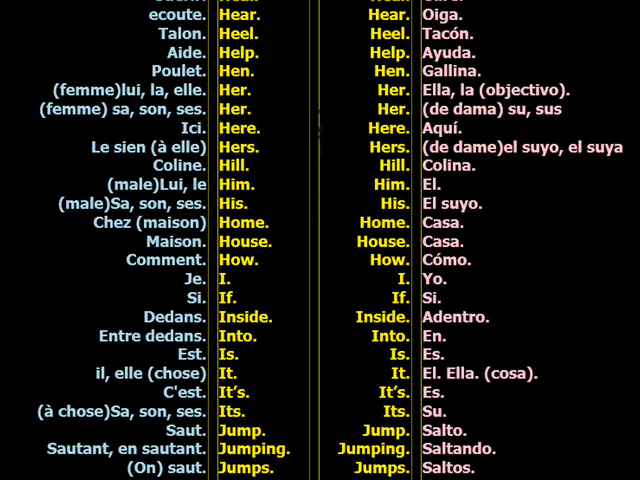 ecoute. Hear. Hear. Oiga.
Talon. Heel. Heel. Tacón.
Aide. Help. Help. Ayuda.
Poulet. Hen. Hen. Gallina.
(femme)lui, la, elle. Her. Her. Ella, la (objectivo).
(femme) sa, son, ses. Her. Her. (de dama) su, sus
Ici. Here. Here. Aquí.
Le sien (à elle) Hers. Hers. (de dame)el suyo, el suya
Coline. Hill. Hill. Colina.
(male)Lui, le Him. Him. El.
(male)Sa, son, ses. His. His. El suyo.
Chez (maison) Home. Home. Casa.
Maison. House. House. Casa.
Comment. How. How. Cómo.
Je. I. I. Yo.
Si. If. If. Si.
Dedans. Inside. Inside. Adentro.
Entre dedans. Into. Into. En.
Est. Is. Is. Es.
il, elle (chose) It. It. El. Ella. (cosa).
C'est. It’s. It’s. Es.
(à chose)Sa, son, ses. Its. Its. Su.
Saut. Jump. Jump. Salto.
Sautant, en sautant. Jumping. Jumping. Saltando.
(On) saut. Jumps. Jumps. Saltos.